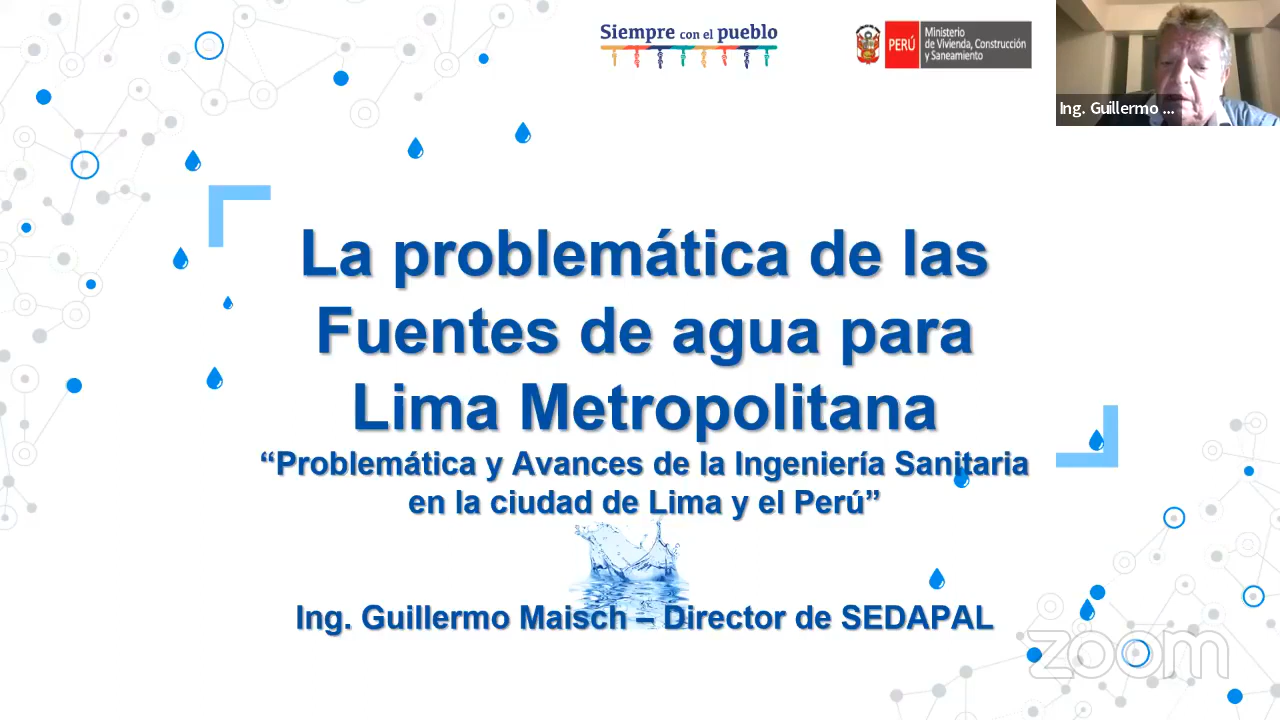 Siempre con el pueblo
PERÚ
Ministerio
de Vivienda, Construcción
y Saneamiento
Ing. Guillermo ...
La problemática de las
Fuentes de agua para
Lima Metropolitana
“Problemática y Avances de la Ingeniería Sanitaria
en la ciudad de Lima y el Perú”
Ing. Guillermo Maisch – Director de SEDAPAL
zoom